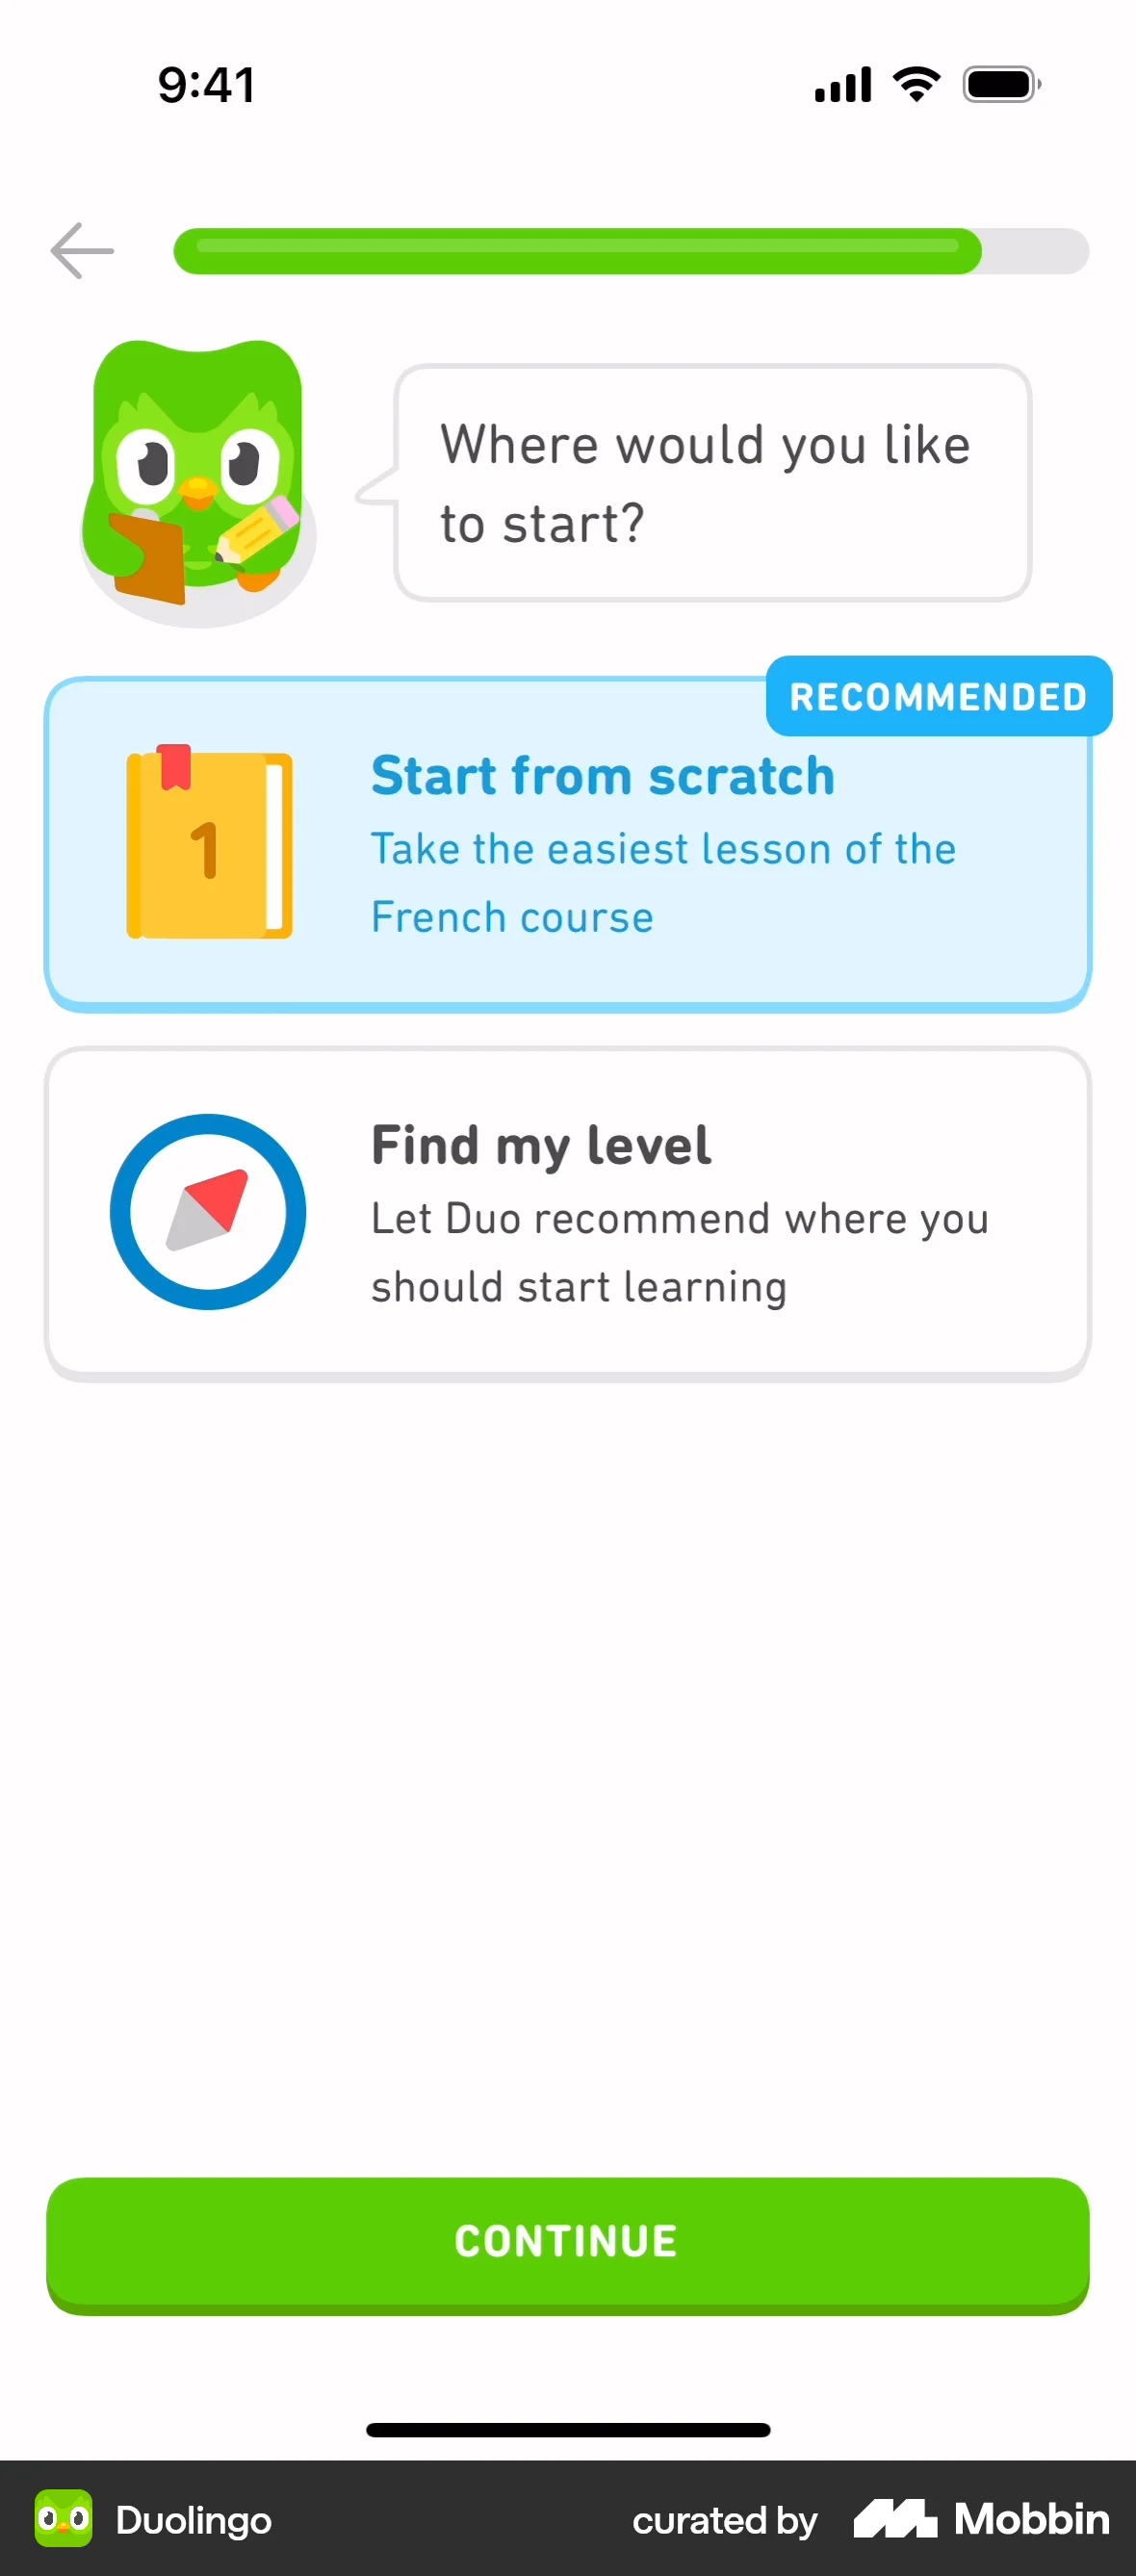 9:41
Where would you like
to start?
RECOMMENDED
Start from scratch
Take the easiest lesson of the
French course
1
Find my level
Let Duo recommend where you
should start learning
CONTINUE
Duolingo
curated by Mobbin